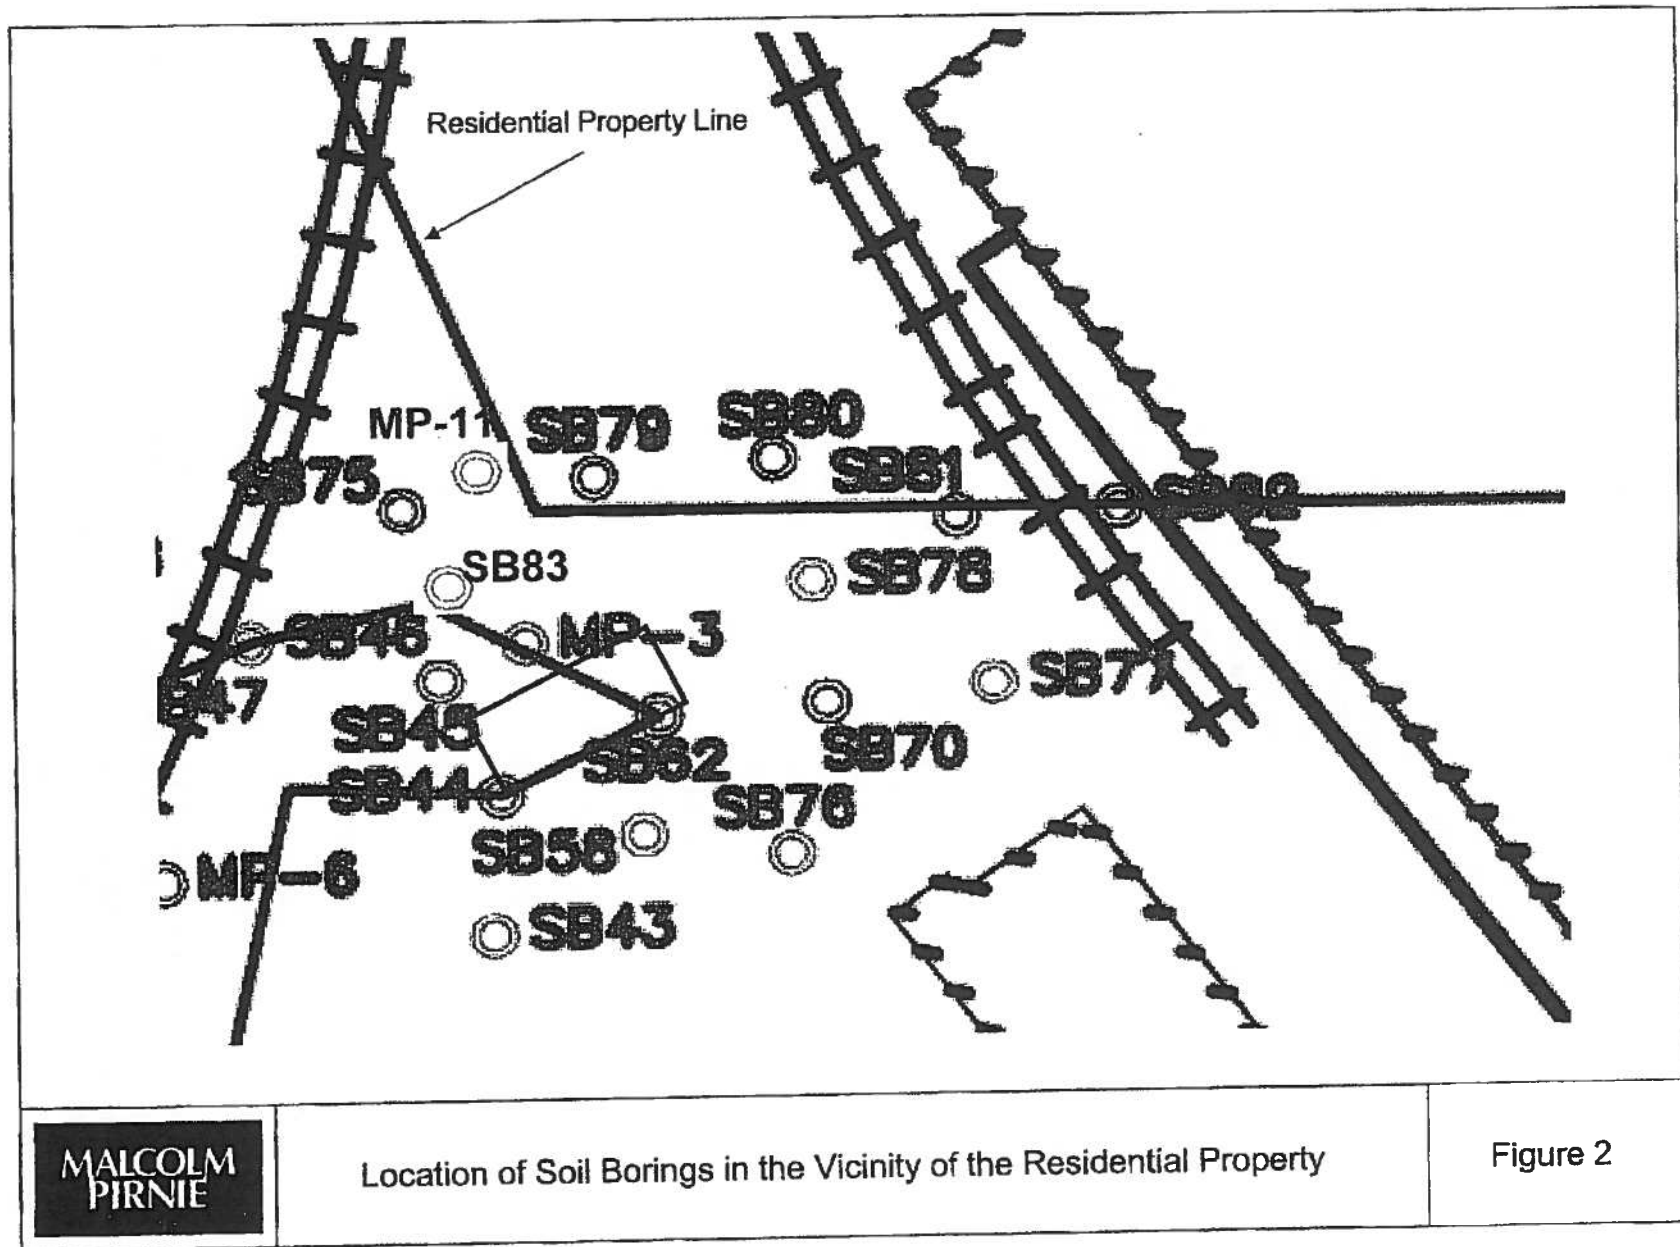 Residential Property Line
MP-11
SB79
SB80
SB75
SB81
SB82
SB83
SB78
SB46
MP-3
SB77
SB45
SB62
SB70
SB44
SB76
MP-6
SB43
MALCOLM
PIRNIE
Location of Soil Borings in the Vicinity of the Residential Property
Figure 2